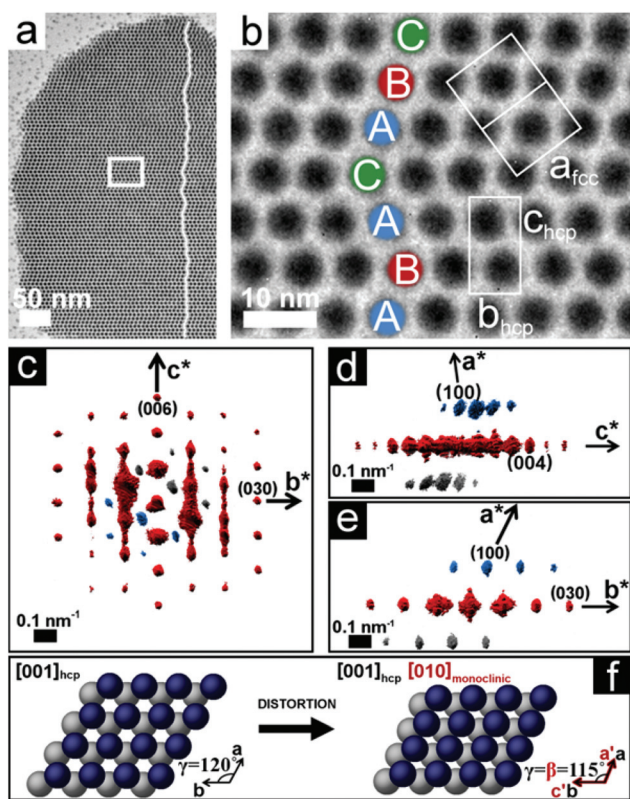 a
50 nm
b
C
B
A
C
A
B
A
a_fcc
c_hcp
b_hcp
10 nm
c
c*
(006)
(030)
b*
0.1 nm⁻¹
d
a*
(100)
c*
(004)
0.1 nm⁻¹
e
a*
(100)
(030)
b*
0.1 nm⁻¹
f
[001]hcp
[001]hcp [010]monoclinic
DISTORTION
γ=120°
a
b
γ=β=115°
a' a
c' b